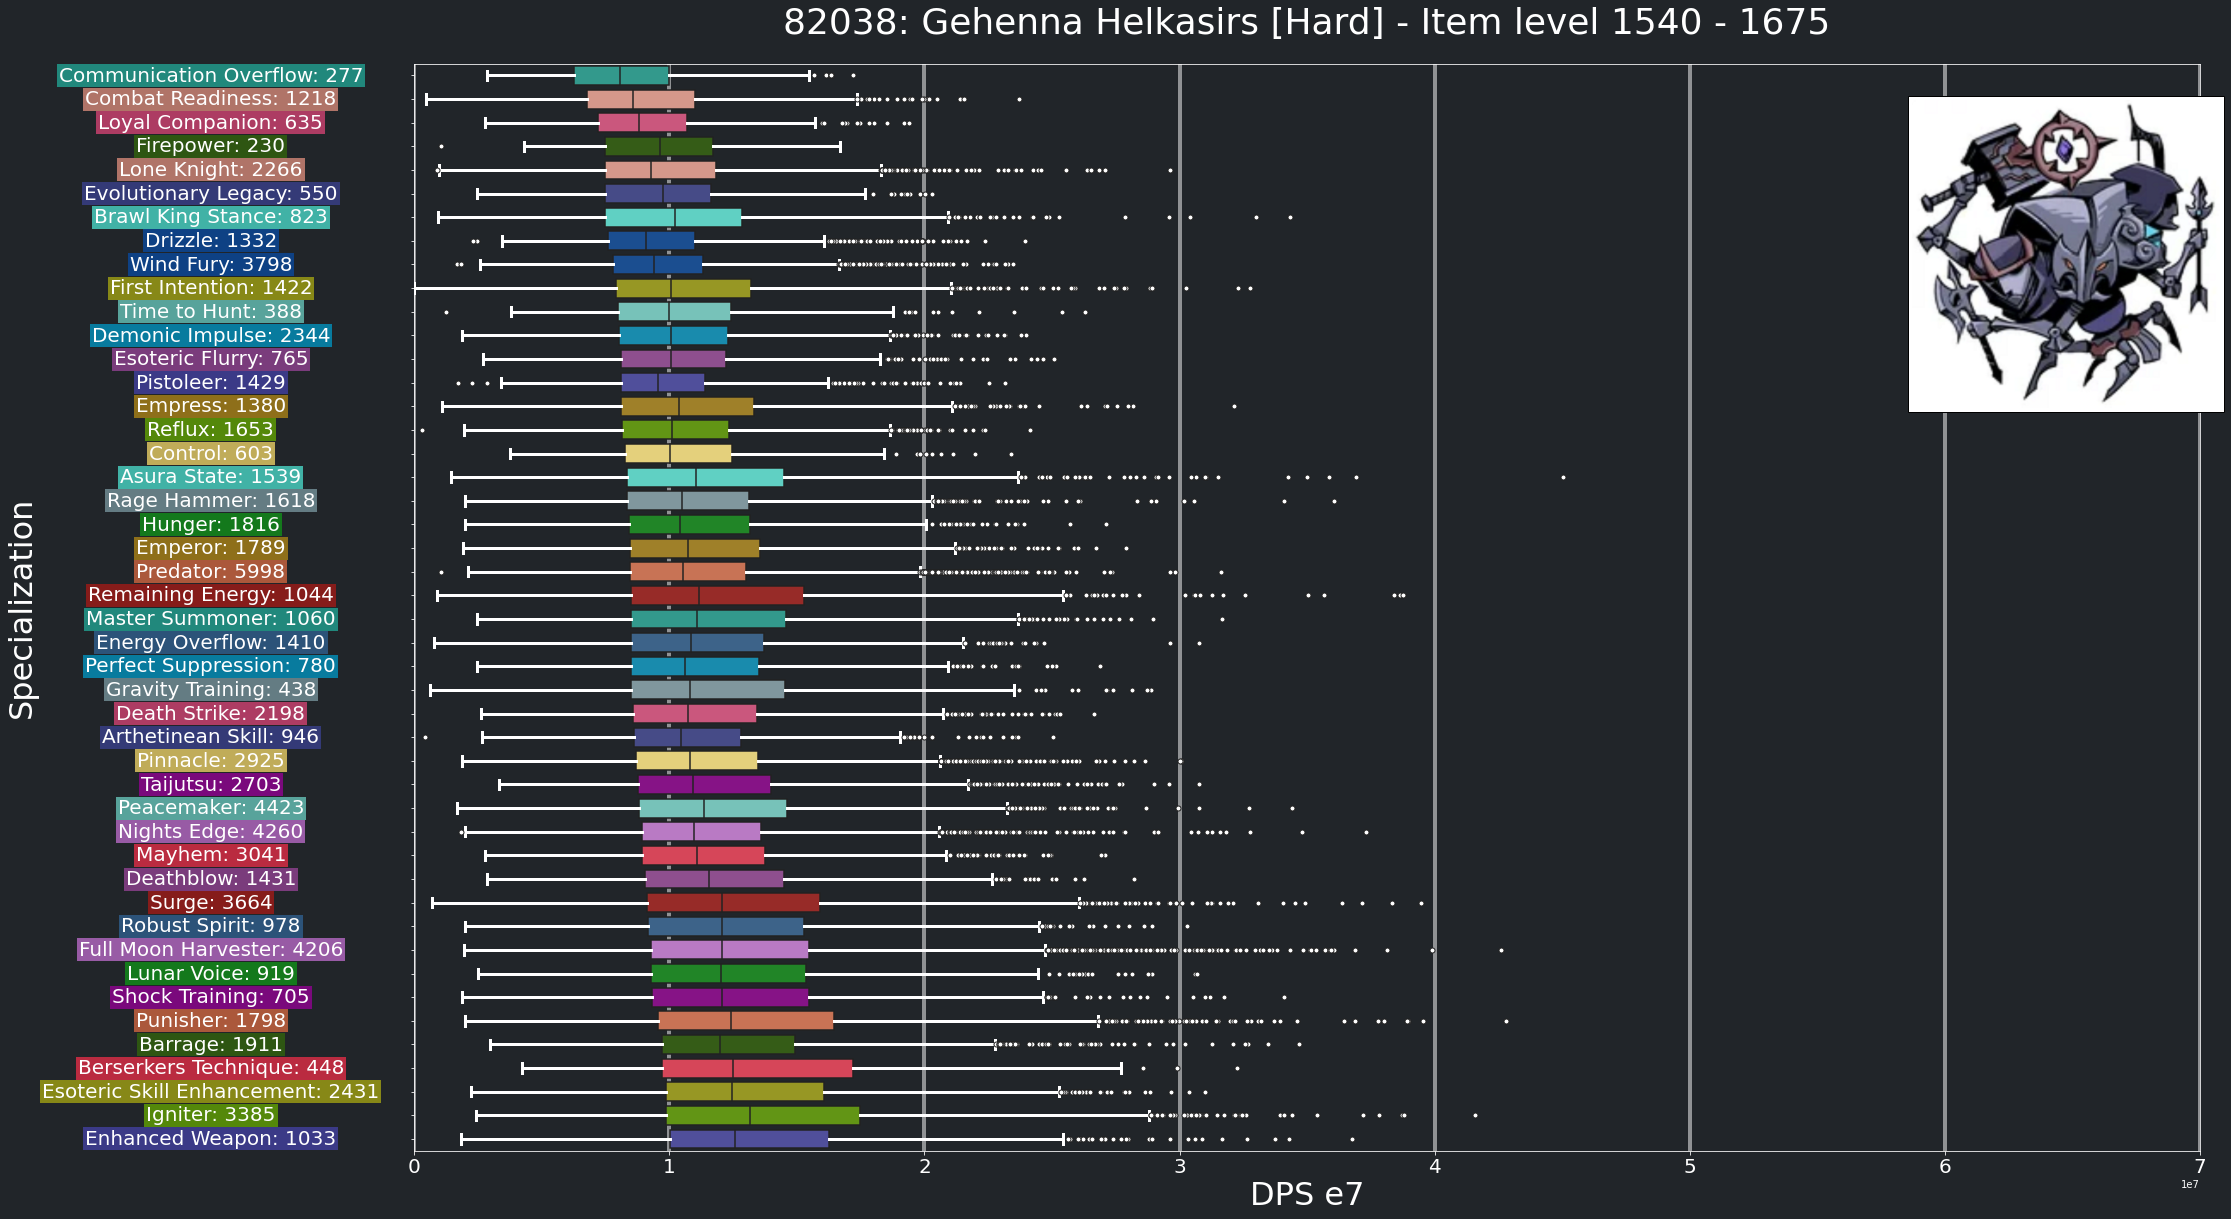 82038: Gehenna Helkasirs [Hard] - Item level 1540 - 1675
Specialization
Communication Overflow: 277
Combat Readiness: 1218
Loyal Companion: 635
Firepower: 230
Lone Knight: 2266
Evolutionary Legacy: 550
Brawl King Stance: 823
Drizzle: 1332
Wind Fury: 3798
First Intention: 1422
Time to Hunt: 388
Demonic Impulse: 2344
Esoteric Flurry: 765
Pistoleer: 1429
Empress: 1380
Reflux: 1653
Control: 603
Asura State: 1539
Rage Hammer: 1618
Hunger: 1816
Emperor: 1789
Predator: 5998
Remaining Energy: 1044
Master Summoner: 1060
Energy Overflow: 1410
Perfect Suppression: 780
Gravity Training: 438
Death Strike: 2198
Arthetinean Skill: 946
Pinnacle: 2925
Taijutsu: 2703
Peacemaker: 4423
Nights Edge: 4260
Mayhem: 3041
Deathblow: 1431
Surge: 3664
Robust Spirit: 978
Full Moon Harvester: 4206
Lunar Voice: 919
Shock Training: 705
Punisher: 1798
Barrage: 1911
Berserkers Technique: 448
Esoteric Skill Enhancement: 2431
Igniter: 3385
Enhanced Weapon: 1033
0 1 2 3 4 5 6 7
1e7
DPS e7